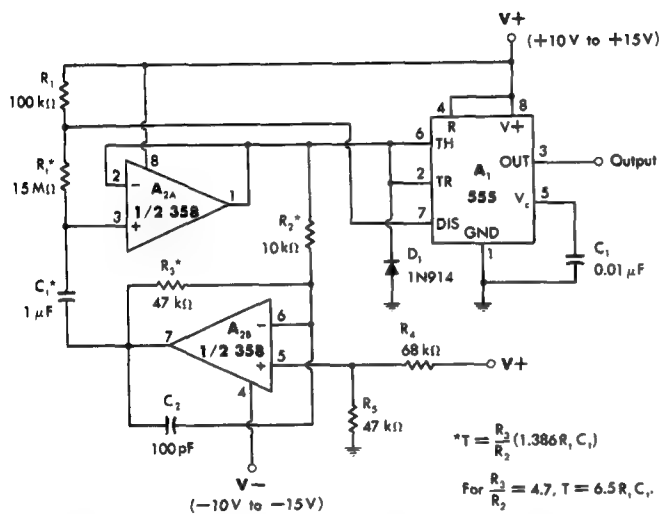 V+
(+10V to +15V)
R₁
100 kΩ
R₁*
15 MΩ
C₁*
1 μF
8
2
−
A₂A
1/2 358
3
+
1
R₂*
10 kΩ
R₃*
47 kΩ
4
R
8
V+
6
TH
A₁
555
OUT
3
Output
2
TR
7
DIS
V꜀
5
GND
1
D₁
1N914
C₁
0.01 μF
7
A₂B
1/2 358
−
6
+
5
4
R₄
68 kΩ
V+
R₅
47 kΩ
C₂
100 pF
V−
(−10V to −15V)
*T = R₃/R₂ (1.386 R₁ C₁)
For R₃/R₂ = 4.7, T = 6.5 R₁ C₁.